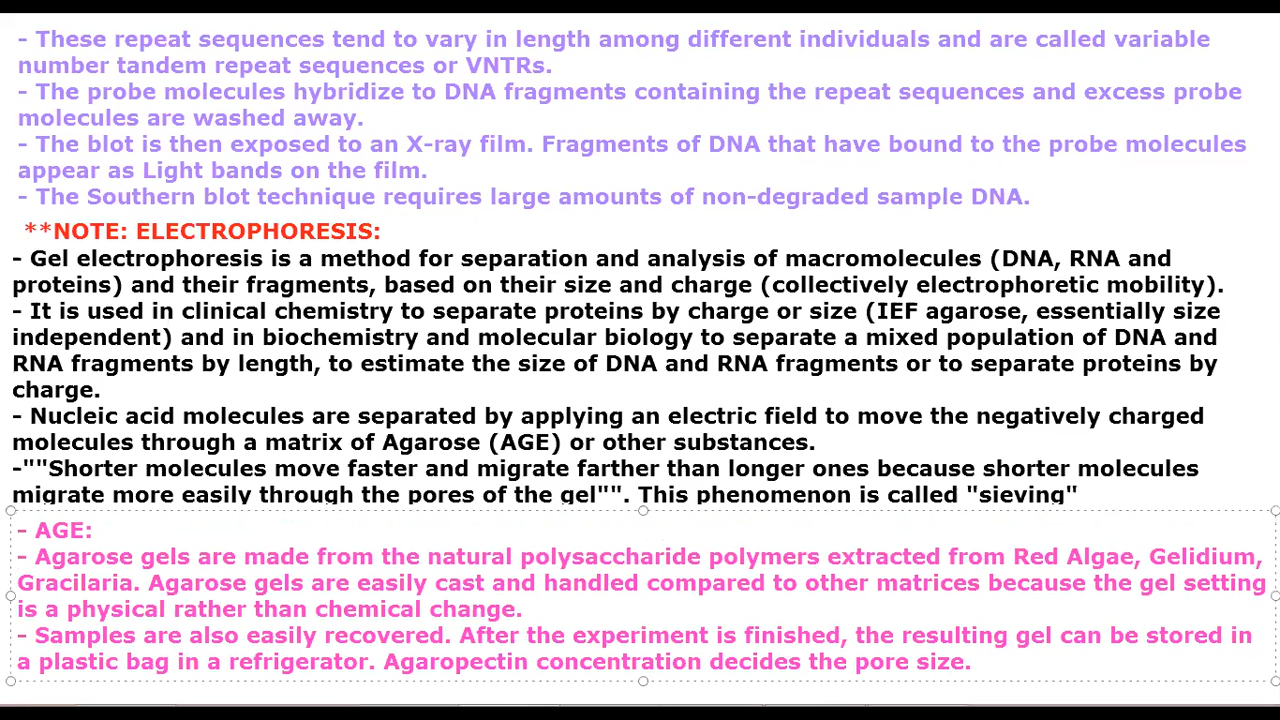 - These repeat sequences tend to vary in length among different individuals and are called variable
number tandem repeat sequences or VNTRs.
- The probe molecules hybridize to DNA fragments containing the repeat sequences and excess probe
molecules are washed away.
- The blot is then exposed to an X-ray film. Fragments of DNA that have bound to the probe molecules
appear as Light bands on the film.
- The Southern blot technique requires large amounts of non-degraded sample DNA.
**NOTE: ELECTROPHORESIS:
- Gel electrophoresis is a method for separation and analysis of macromolecules (DNA, RNA and
proteins) and their fragments, based on their size and charge (collectively electrophoretic mobility).
- It is used in clinical chemistry to separate proteins by charge or size (IEF agarose, essentially size
independent) and in biochemistry and molecular biology to separate a mixed population of DNA and
RNA fragments by length, to estimate the size of DNA and RNA fragments or to separate proteins by
charge.
- Nucleic acid molecules are separated by applying an electric field to move the negatively charged
molecules through a matrix of Agarose (AGE) or other substances.
-""Shorter molecules move faster and migrate farther than longer ones because shorter molecules
migrate more easily through the pores of the gel"". This phenomenon is called "sieving"
- AGE:
- Agarose gels are made from the natural polysaccharide polymers extracted from Red Algae, Gelidium,
Gracilaria. Agarose gels are easily cast and handled compared to other matrices because the gel setting
is a physical rather than chemical change.
- Samples are also easily recovered. After the experiment is finished, the resulting gel can be stored in
a plastic bag in a refrigerator. Agaropectin concentration decides the pore size.